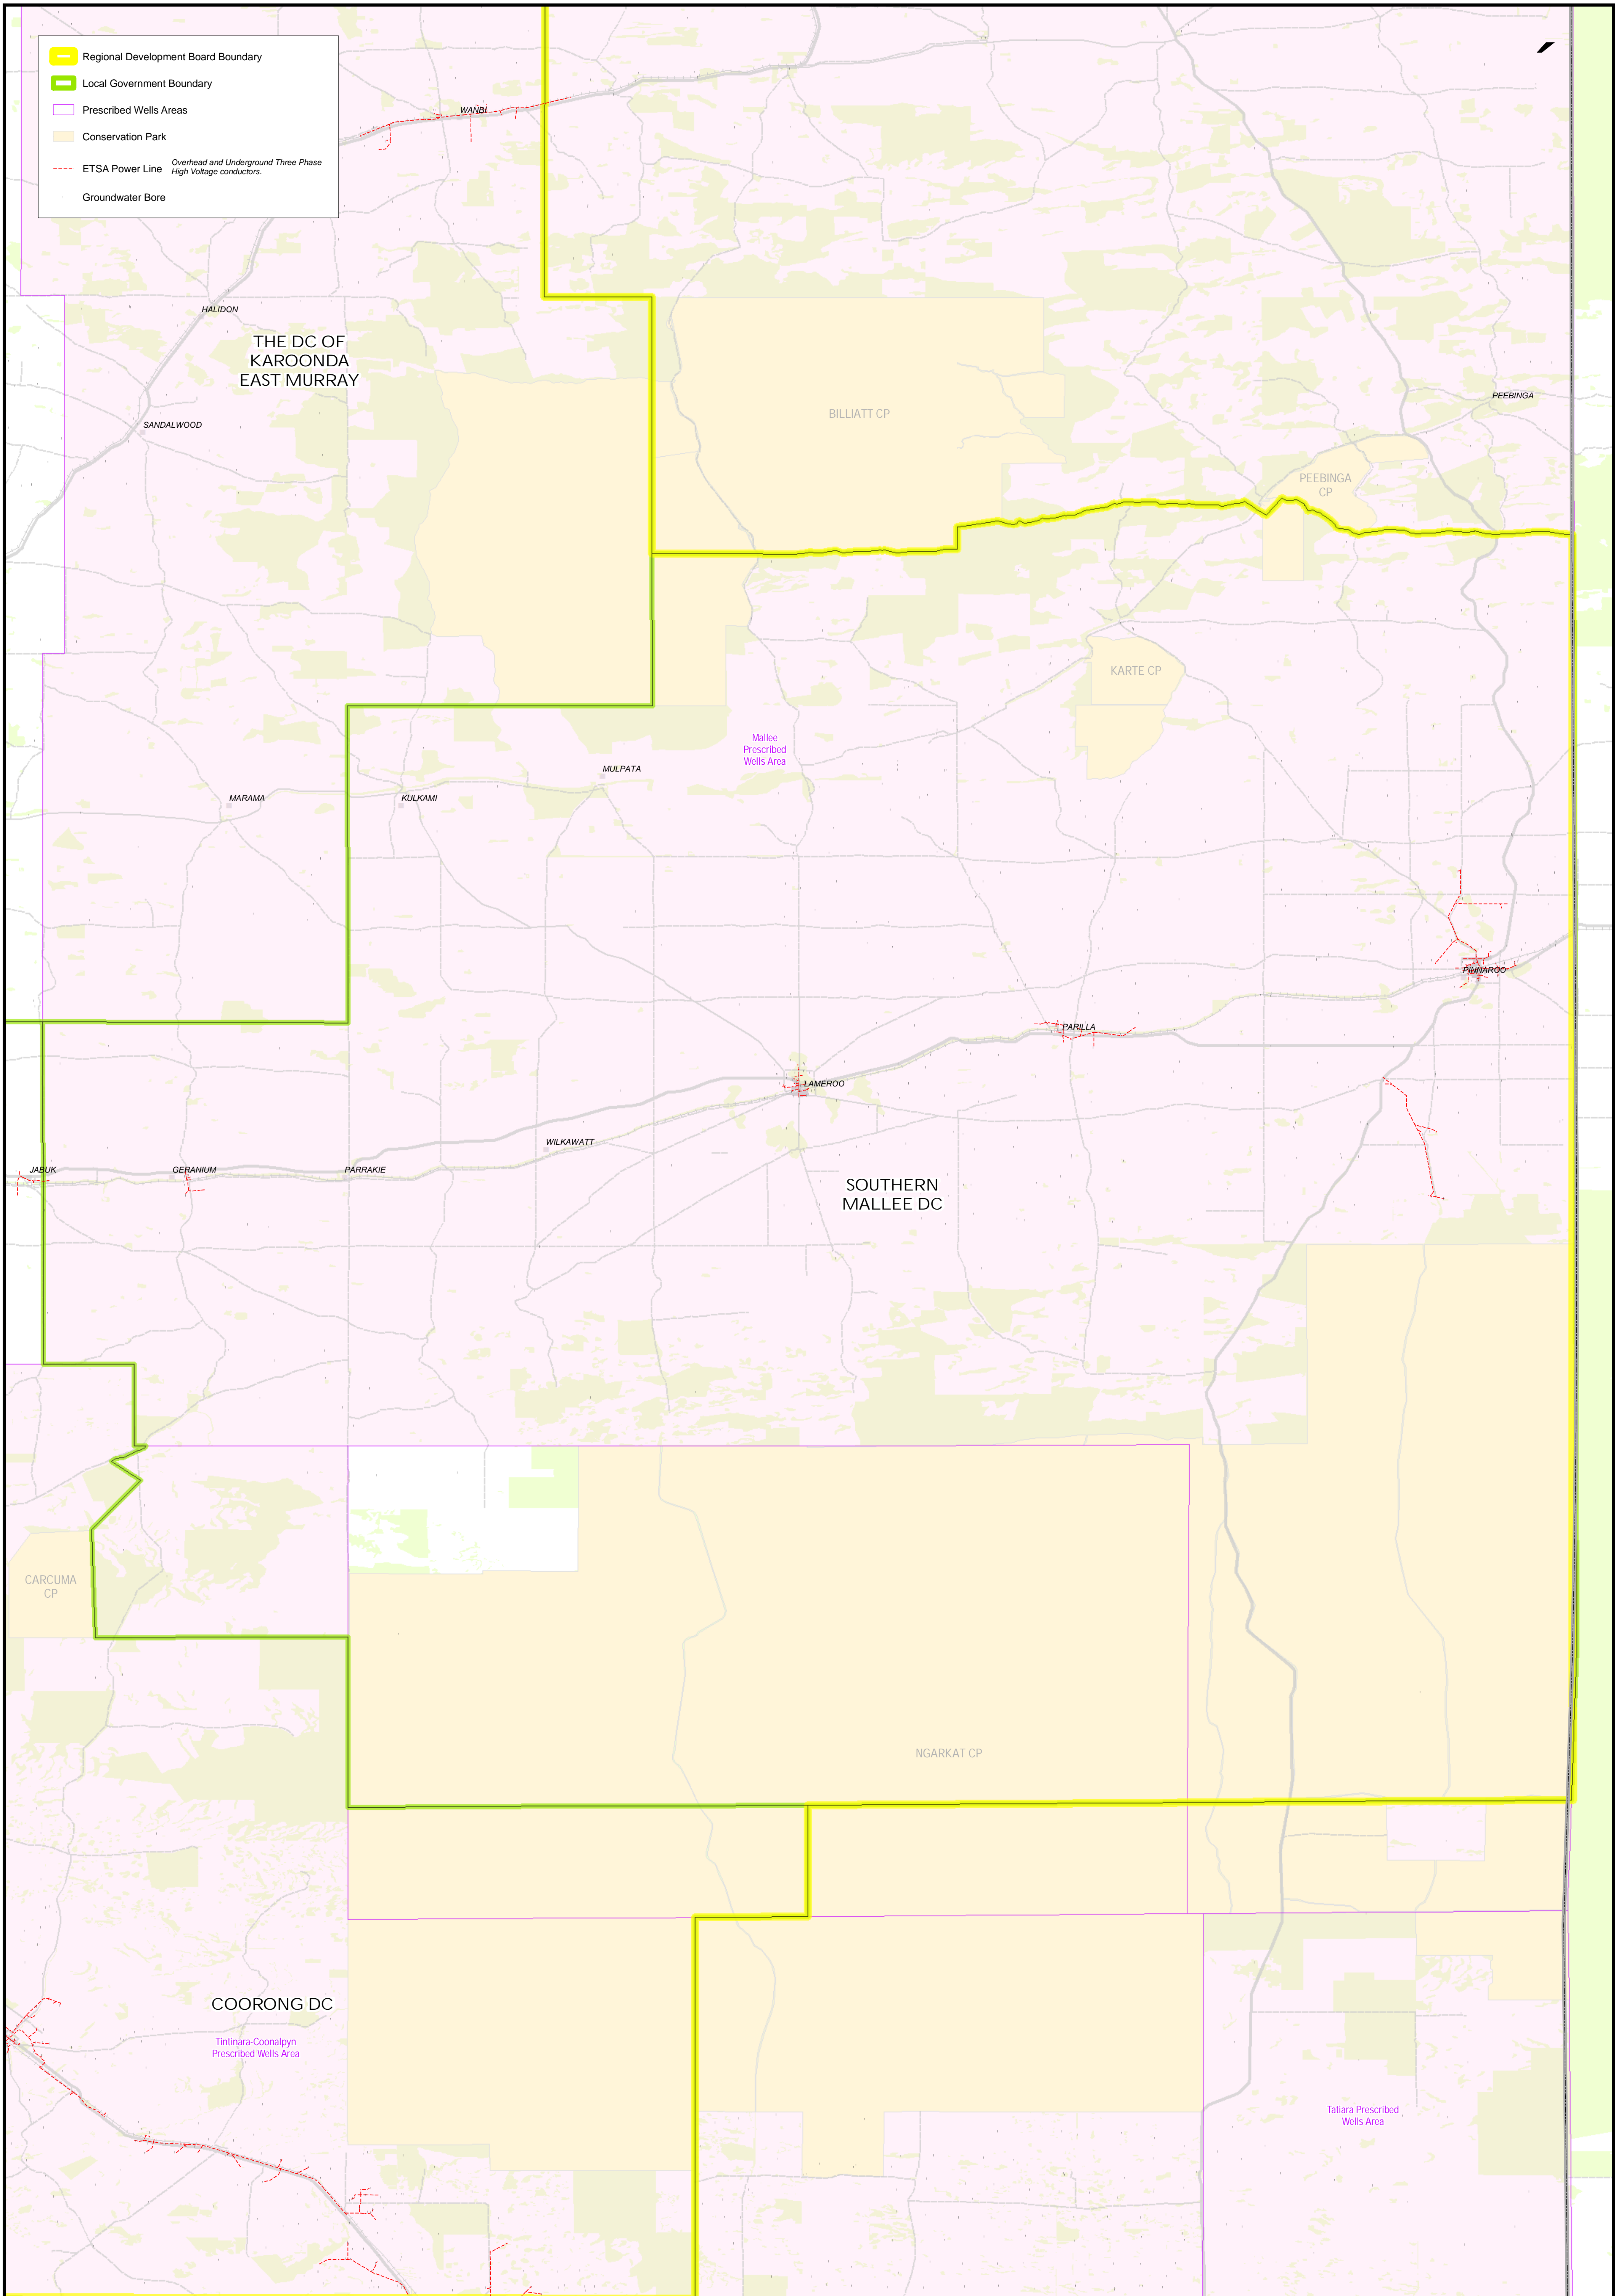 Regional Development Board Boundary
Local Government Boundary
Prescribed Wells Areas
Conservation Park
ETSA Power Line
Overhead and Underground Three Phase
High Voltage conductors.
Groundwater Bore
WANBI
HALIDON
THE DC OF
KAROONDA
EAST MURRAY
SANDALWOOD
BILLIATT CP
PEEBINGA
PEEBINGA
CP
KARTE CP
Mallee
Prescribed
Wells Area
MULPATA
MARAMA
KULKAMI
PINNAROO
PARILLA
LAMEROO
WILKAWATT
JABUK
GERANIUM
PARRAKIE
SOUTHERN
MALLEE DC
CARCUMA
CP
NGARKAT CP
COORONG DC
Tintinara-Coonalpyn
Prescribed Wells Area
Tatiara Prescribed
Wells Area